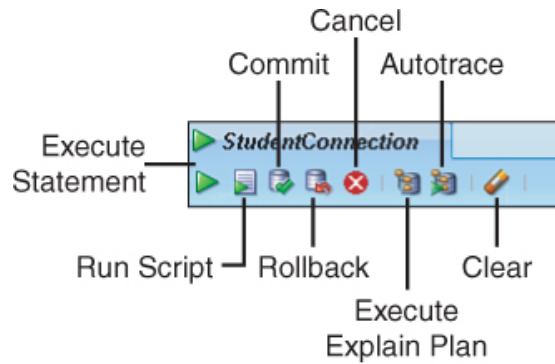 Cancel
Commit
Autotrace
StudentConnection
Execute
Statement
Run Script
Rollback
Clear
Execute
Explain Plan